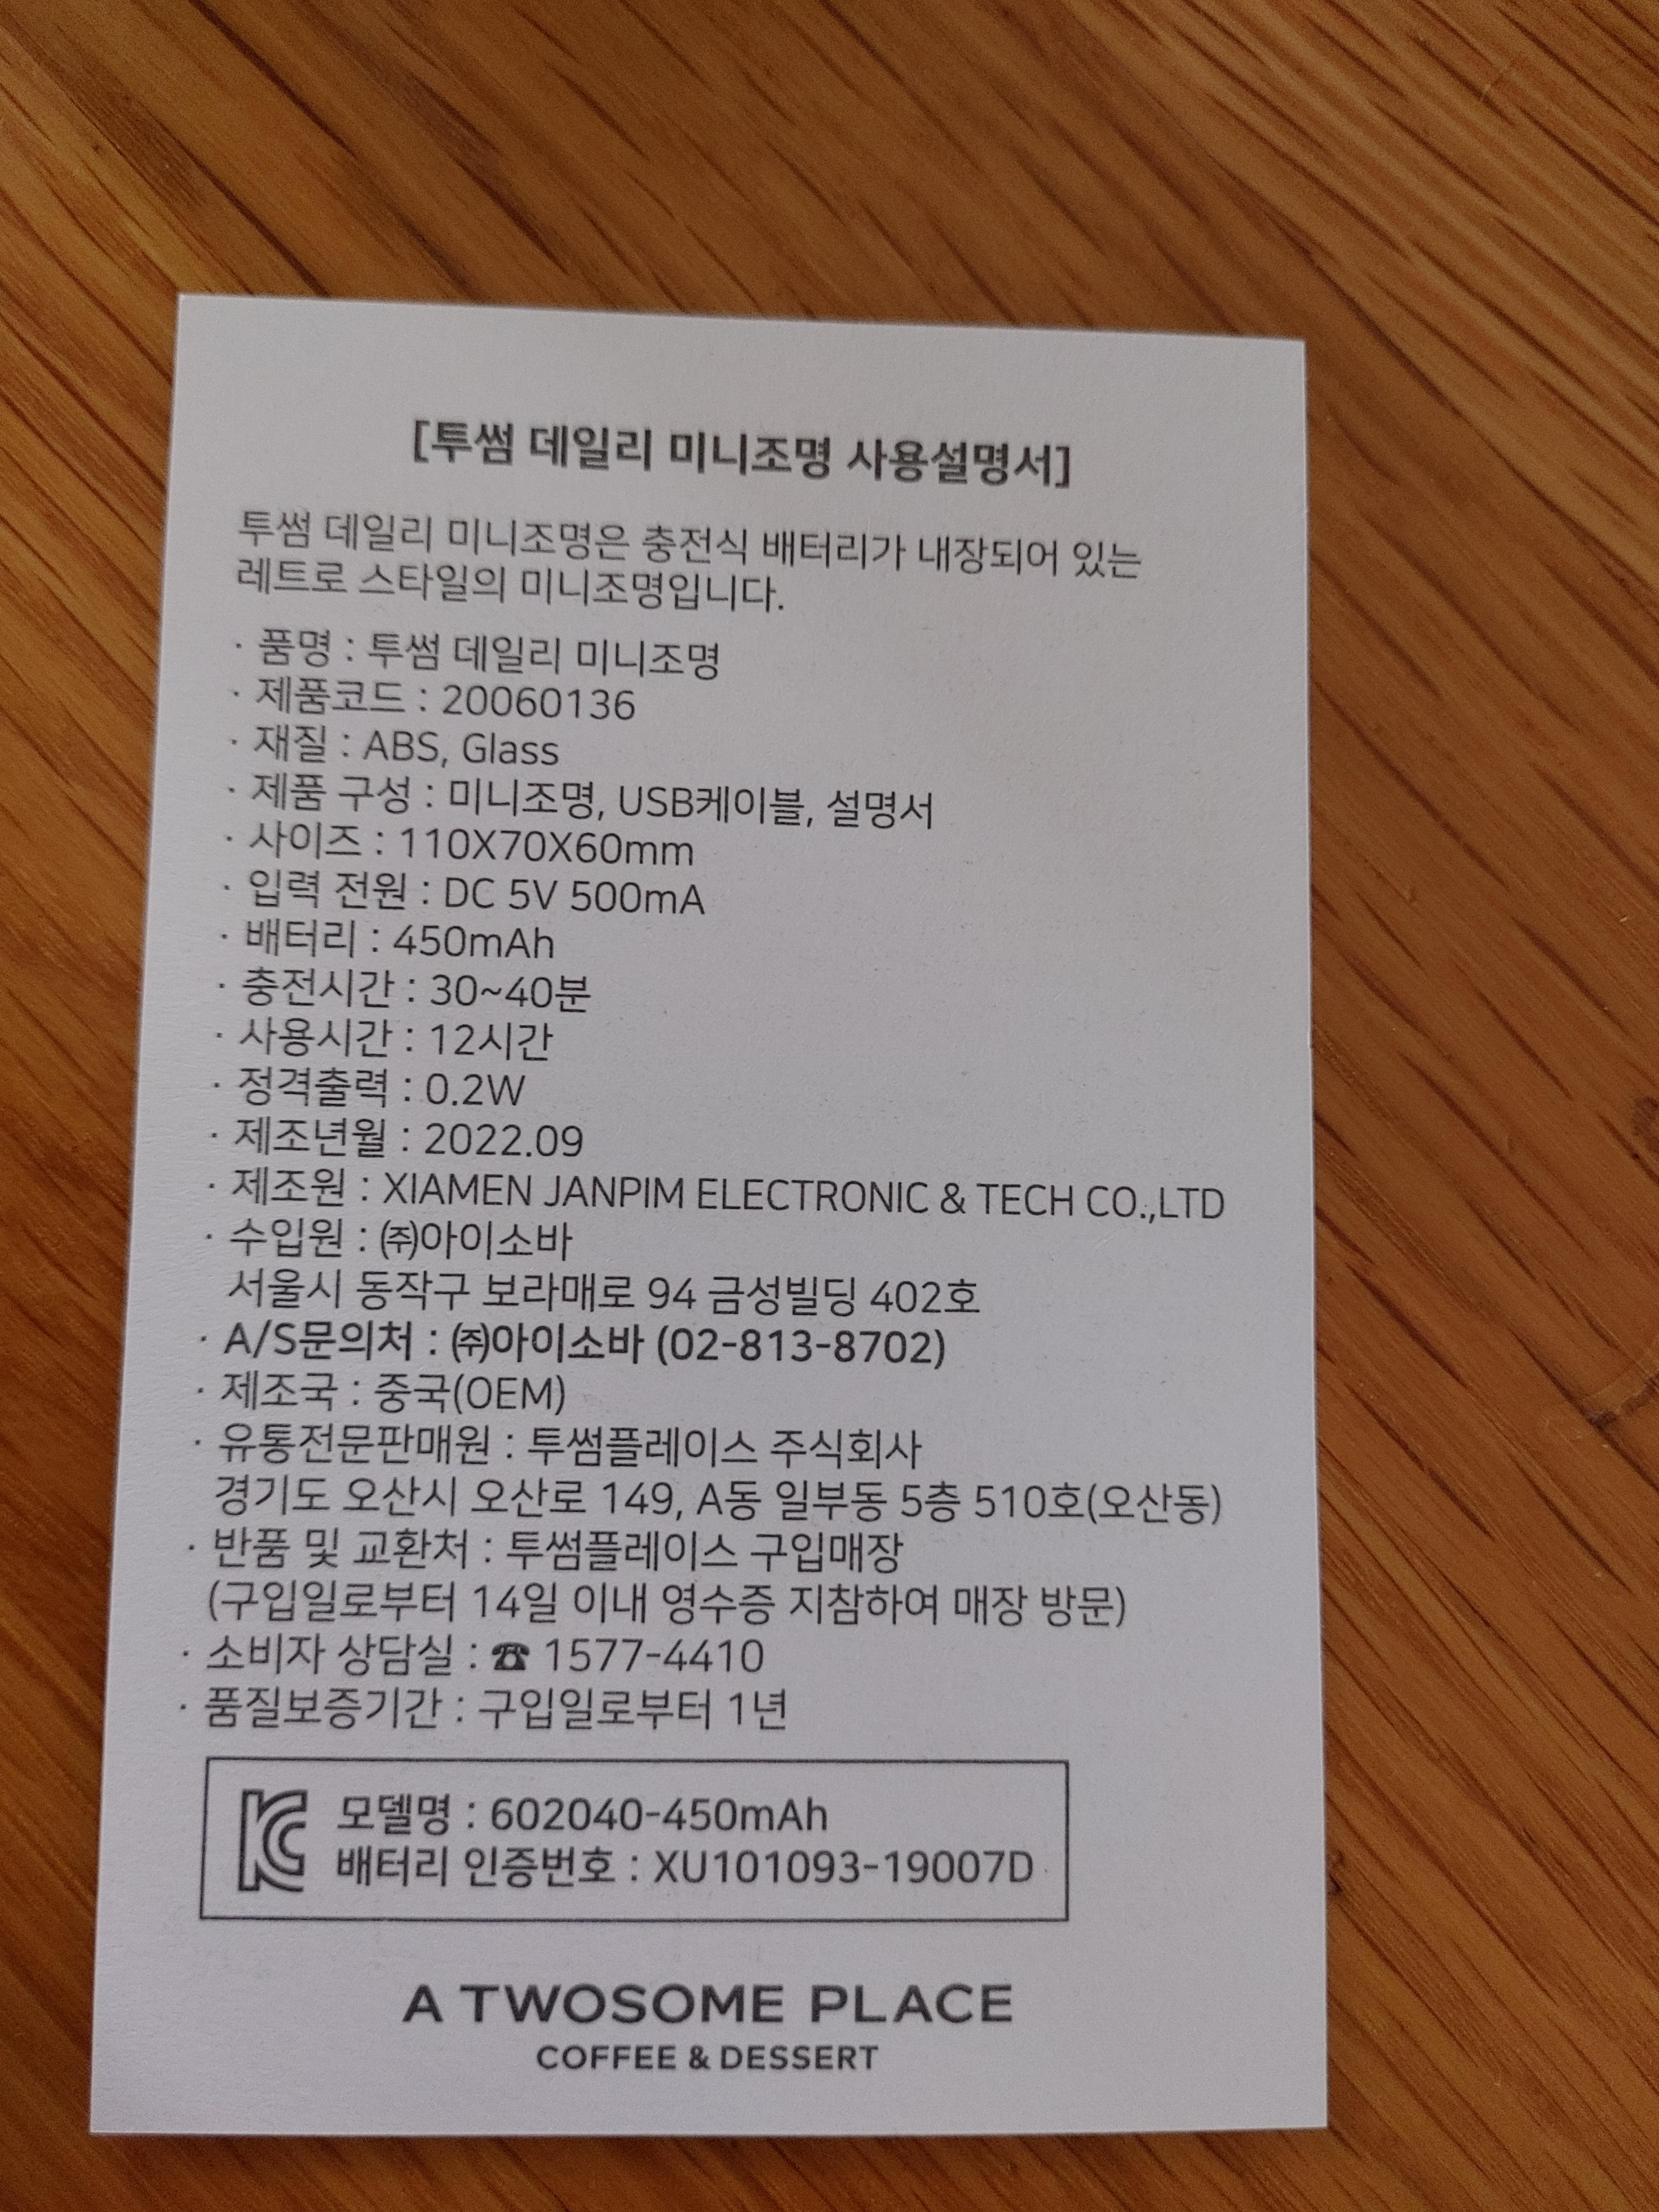 [투썸 데일리 미니조명 사용설명서]
투썸 데일리 미니조명은 충전식 배터리가 내장되어 있는
레트로 스타일의 미니조명입니다.
· 품명 : 투썸 데일리 미니조명
· 제품코드 : 20060136
· 재질 : ABS, Glass
· 제품 구성 : 미니조명, USB케이블, 설명서
· 사이즈 : 110X70X60mm
· 입력 전원 : DC 5V 500mA
· 배터리 : 450mAh
· 충전시간 : 30~40분
· 사용시간 : 12시간
· 정격출력 : 0.2W
· 제조년월 : 2022.09
· 제조원 : XIAMEN JANPIM ELECTRONIC & TECH CO.,LTD
· 수입원 : ㈜아이소바
서울시 동작구 보라매로 94 금성빌딩 402호
· A/S문의처 : ㈜아이소바 (02-813-8702)
· 제조국 : 중국(OEM)
· 유통전문판매원 : 투썸플레이스 주식회사
경기도 오산시 오산로 149, A동 일부동 5층 510호(오산동)
· 반품 및 교환처 : 투썸플레이스 구입매장
(구입일로부터 14일 이내 영수증 지참하여 매장 방문)
· 소비자 상담실 : ☎ 1577-4410
· 품질보증기간 : 구입일로부터 1년
KC 모델명 : 602040-450mAh
배터리 인증번호 : XU101093-19007D
A TWOSOME PLACE
COFFEE & DESSERT